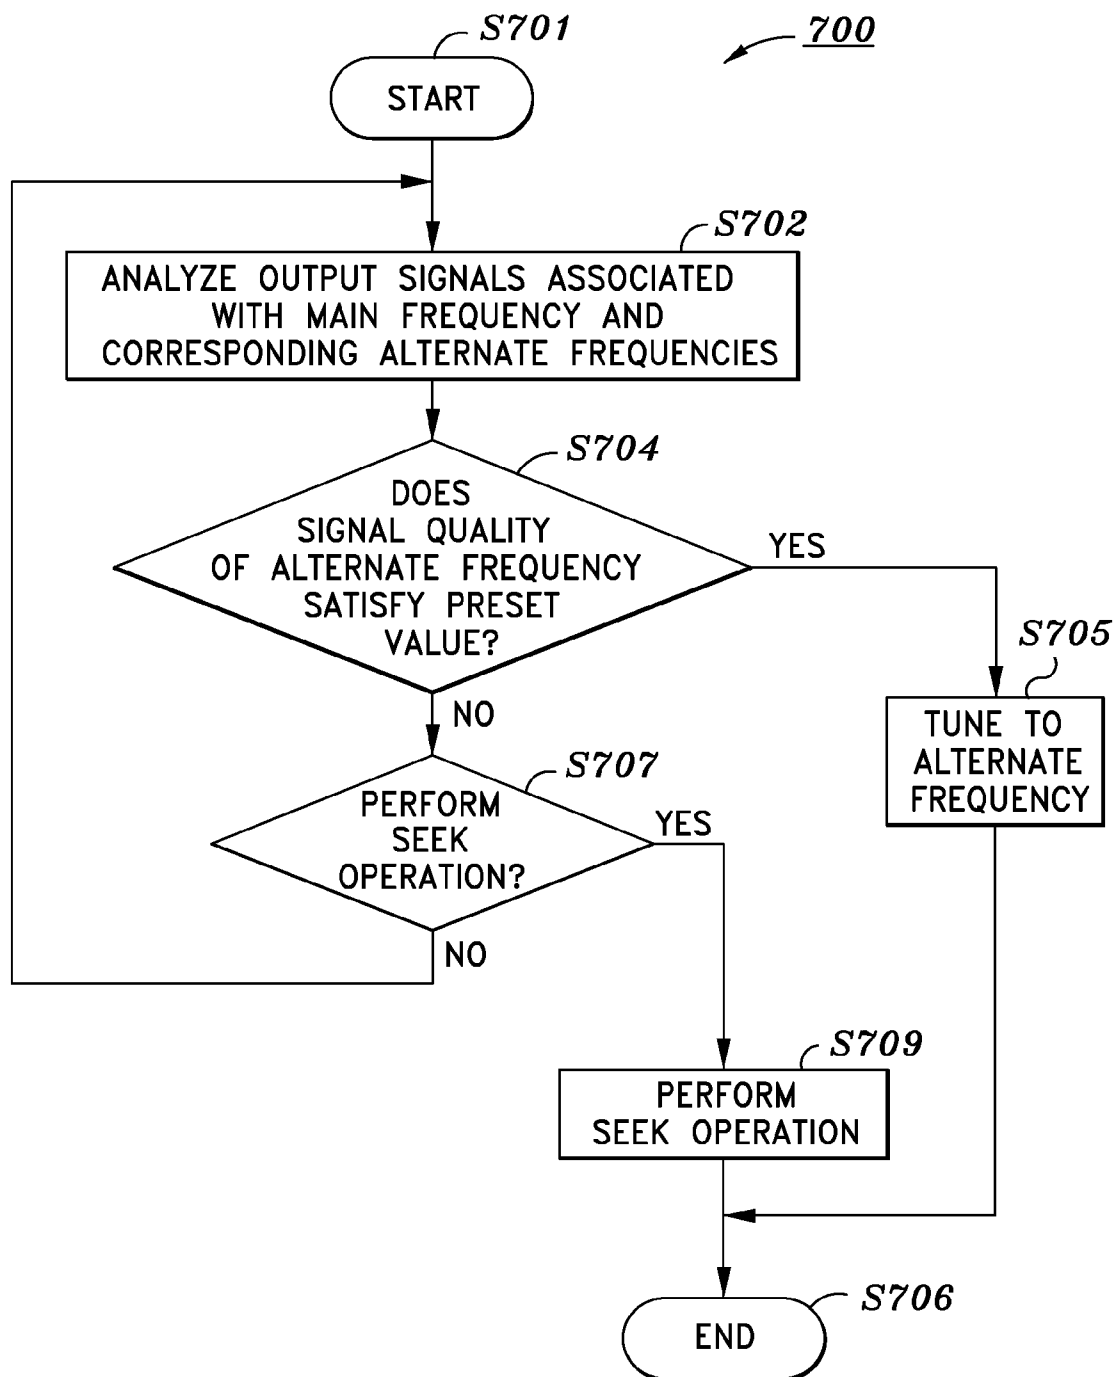 S701
700
START
S702
ANALYZE OUTPUT SIGNALS ASSOCIATED
WITH MAIN FREQUENCY AND
CORRESPONDING ALTERNATE FREQUENCIES
S704
DOES
SIGNAL QUALITY
OF ALTERNATE FREQUENCY
SATISFY PRESET
VALUE?
YES
NO
S705
TUNE TO
ALTERNATE
FREQUENCY
S707
PERFORM
SEEK
OPERATION?
YES
NO
S709
PERFORM
SEEK OPERATION
S706
END